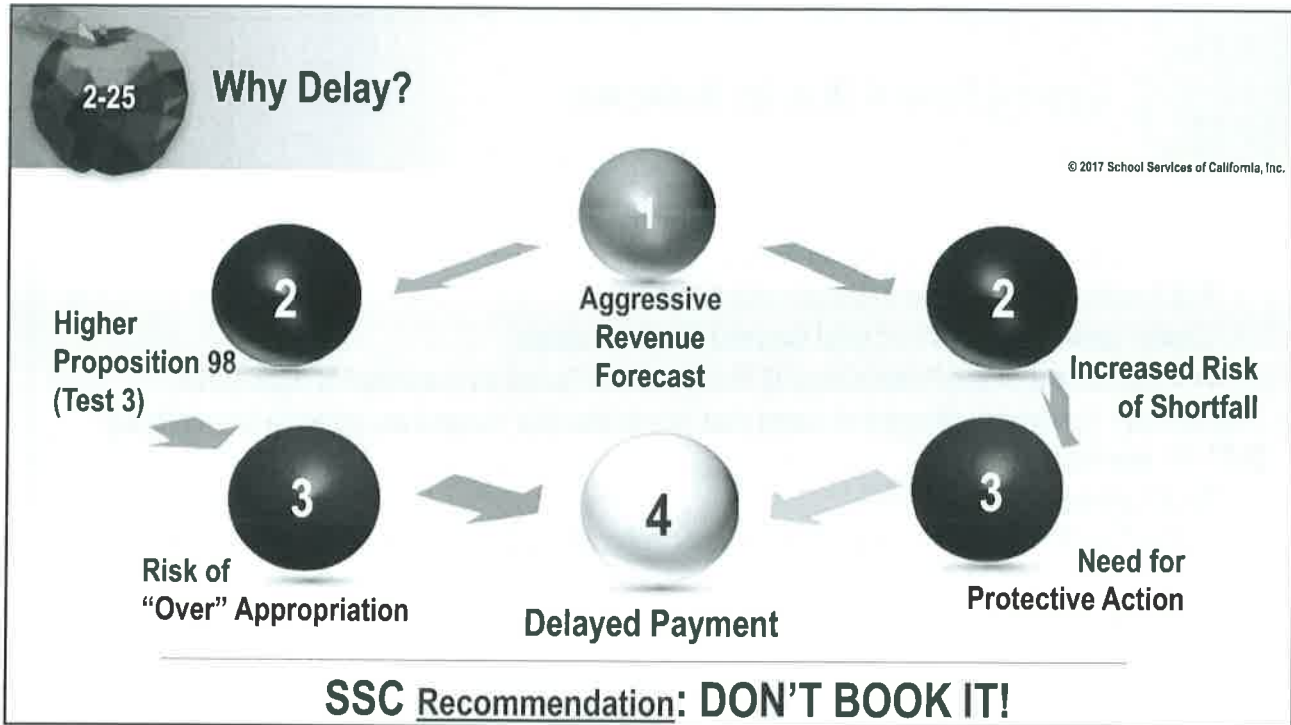 2-25
Why Delay?
© 2017 School Services of California, Inc.
1
Aggressive
Revenue
Forecast
2
Higher
Proposition 98
(Test 3)
2
Increased Risk
of Shortfall
3
Risk of
"Over" Appropriation
3
Need for
Protective Action
4
Delayed Payment
SSC Recommendation: DON'T BOOK IT!